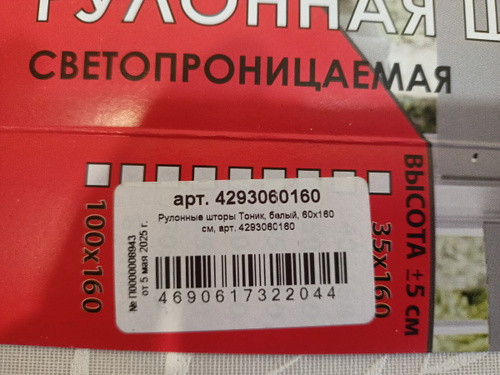 РУЛОННАЯ Ш
СВЕТОПРОНИЦАЕМАЯ
100x160
35x160
ВЫСОТА ±5 см
арт. 4293060160
Рулонные шторы Тоник, белый, 60x160
см, арт. 4293060160
№ П0000008943
от 5 мая 2025 г.
4690617322044